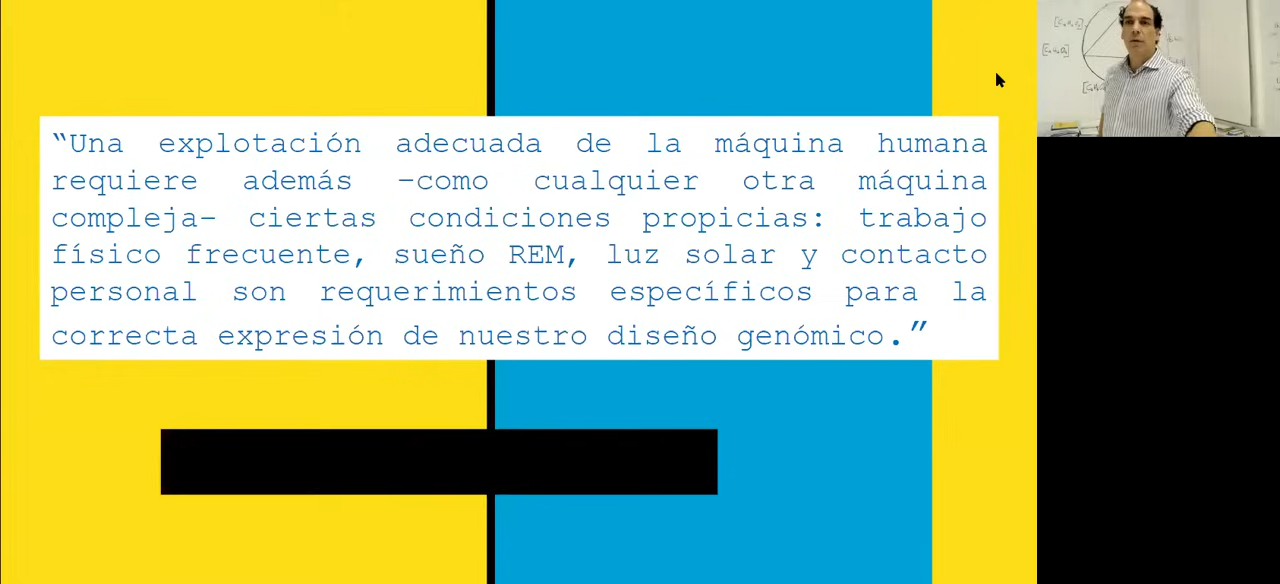 “Una explotación adecuada de la máquina humana
requiere además –como cualquier otra máquina
compleja– ciertas condiciones propicias: trabajo
físico frecuente, sueño REM, luz solar y contacto
personal son requerimientos específicos para la
correcta expresión de nuestro diseño genómico.”